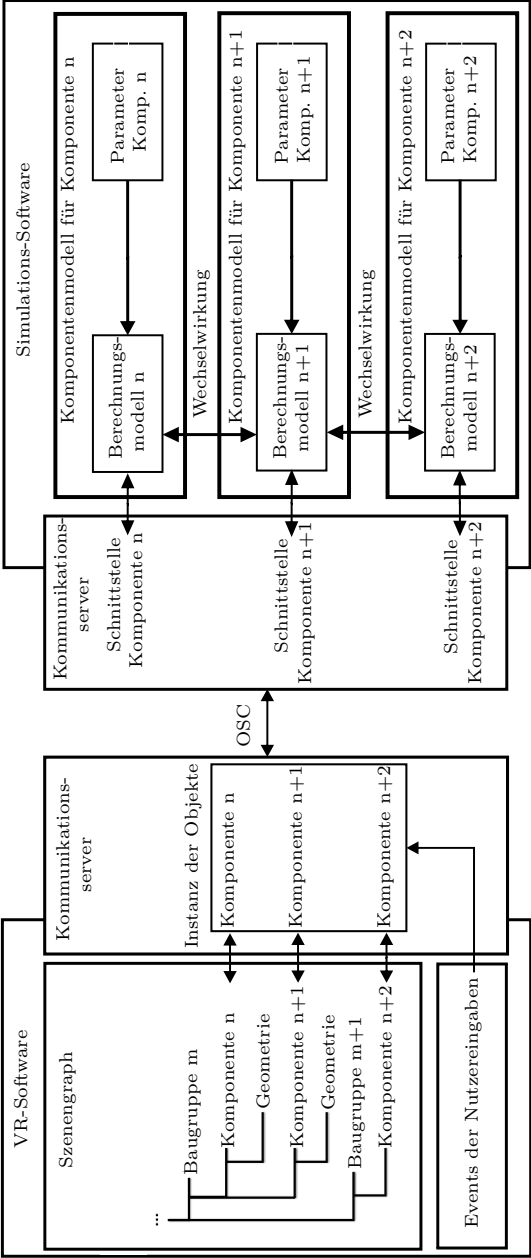 VR-Software
Szenengraph
...
Baugruppe m
Komponente n
Geometrie
Komponente n+1
Geometrie
Baugruppe m+1
Komponente n+2
Events der Nutzereingaben
Kommunikations-
server
Instanz der Objekte
Komponente n
Komponente n+1
Komponente n+2
OSC
Kommunikations-
server
Schnittstelle
Komponente n
Schnittstelle
Komponente n+1
Schnittstelle
Komponente n+2
Simulations-Software
Komponentenmodell für Komponente n
Berechnungs-
modell n
Parameter
Komp. n
Wechselwirkung
Komponentenmodell für Komponente n+1
Berechnungs-
modell n+1
Parameter
Komp. n+1
Wechselwirkung
Komponentenmodell für Komponente n+2
Berechnungs-
modell n+2
Parameter
Komp. n+2